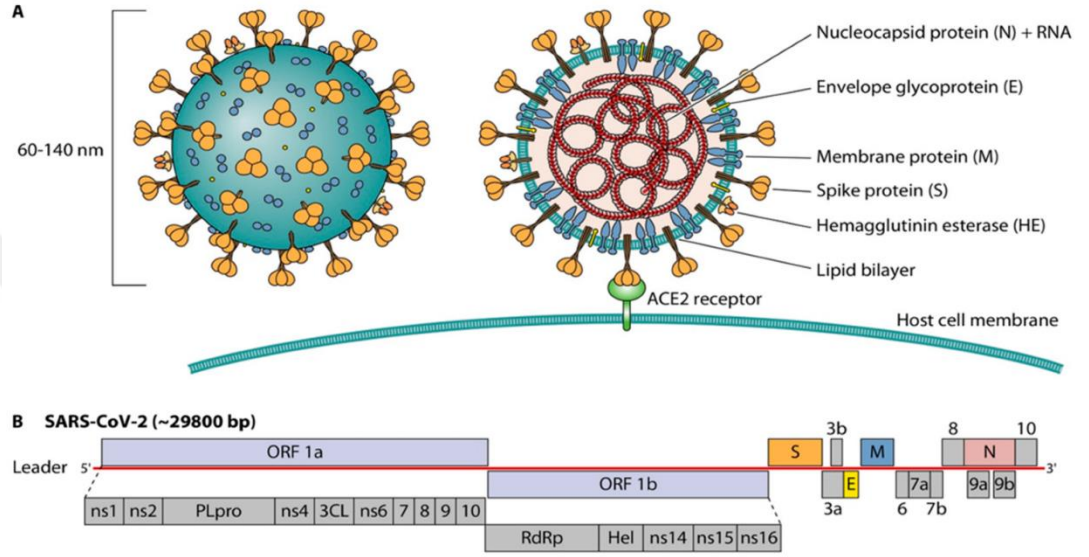 A
60-140 nm
Nucleocapsid protein (N) + RNA
Envelope glycoprotein (E)
Membrane protein (M)
Spike protein (S)
Hemagglutinin esterase (HE)
Lipid bilayer
ACE2 receptor
Host cell membrane
B SARS-CoV-2 (~29800 bp)
3b 8 10
ORF 1a S M N
Leader 5' 3'
ORF 1b E 7a 9a 9b
3a 6 7b
ns1 ns2 PLpro ns4 3CL ns6 7 8 9 10
RdRp Hel ns14 ns15 ns16